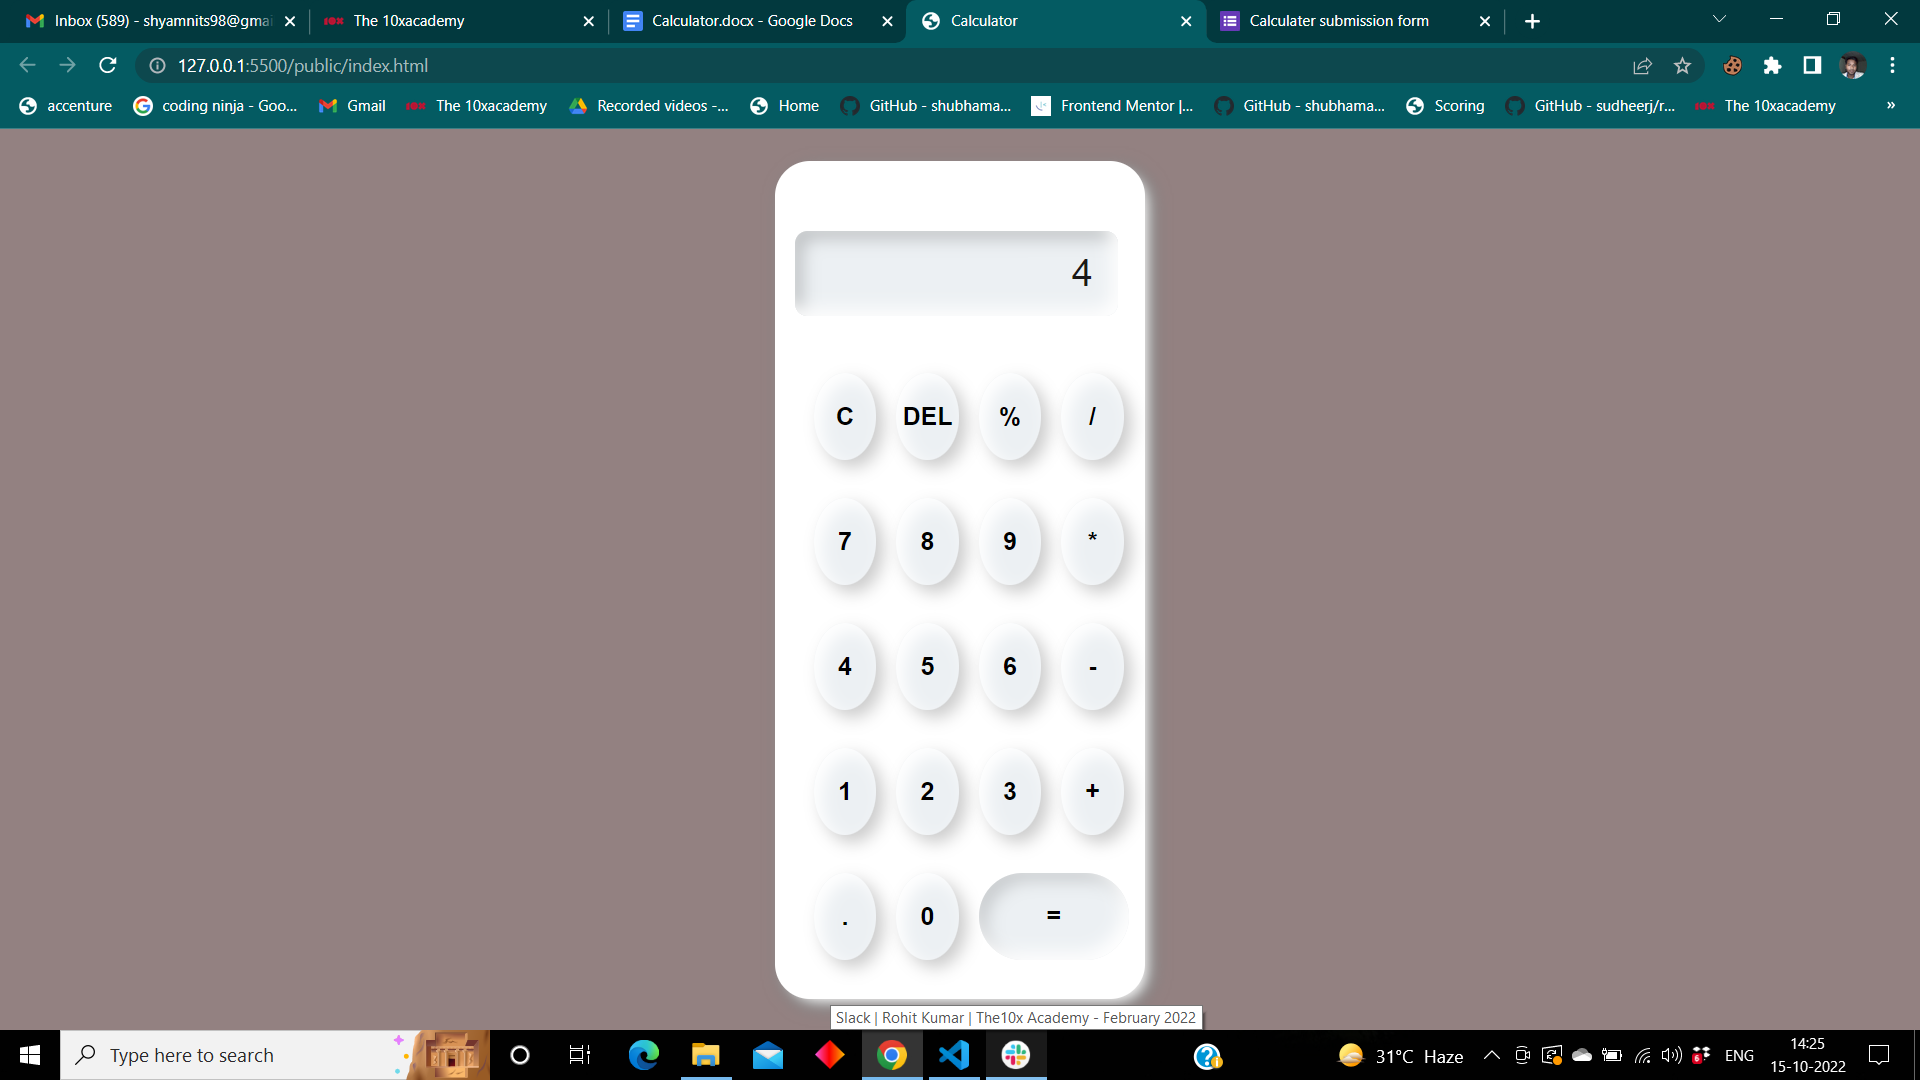 Inbox (589) - shyamnits98@gmai
The 10xacademy
Calculator.docx - Google Docs
Calculator
Calculater submission form
127.0.0.1:5500/public/index.html
accenture
coding ninja - Goo...
Gmail
The 10xacademy
Recorded videos -...
Home
GitHub - shubhama...
Frontend Mentor |...
GitHub - shubhama...
Scoring
GitHub - sudheerj/r...
The 10xacademy
»
4
C DEL % /
7 8 9 *
4 5 6 -
1 2 3 +
. 0 =
Slack | Rohit Kumar | The10x Academy - February 2022
Type here to search
31°C Haze
6
ENG
14:25
15-10-2022